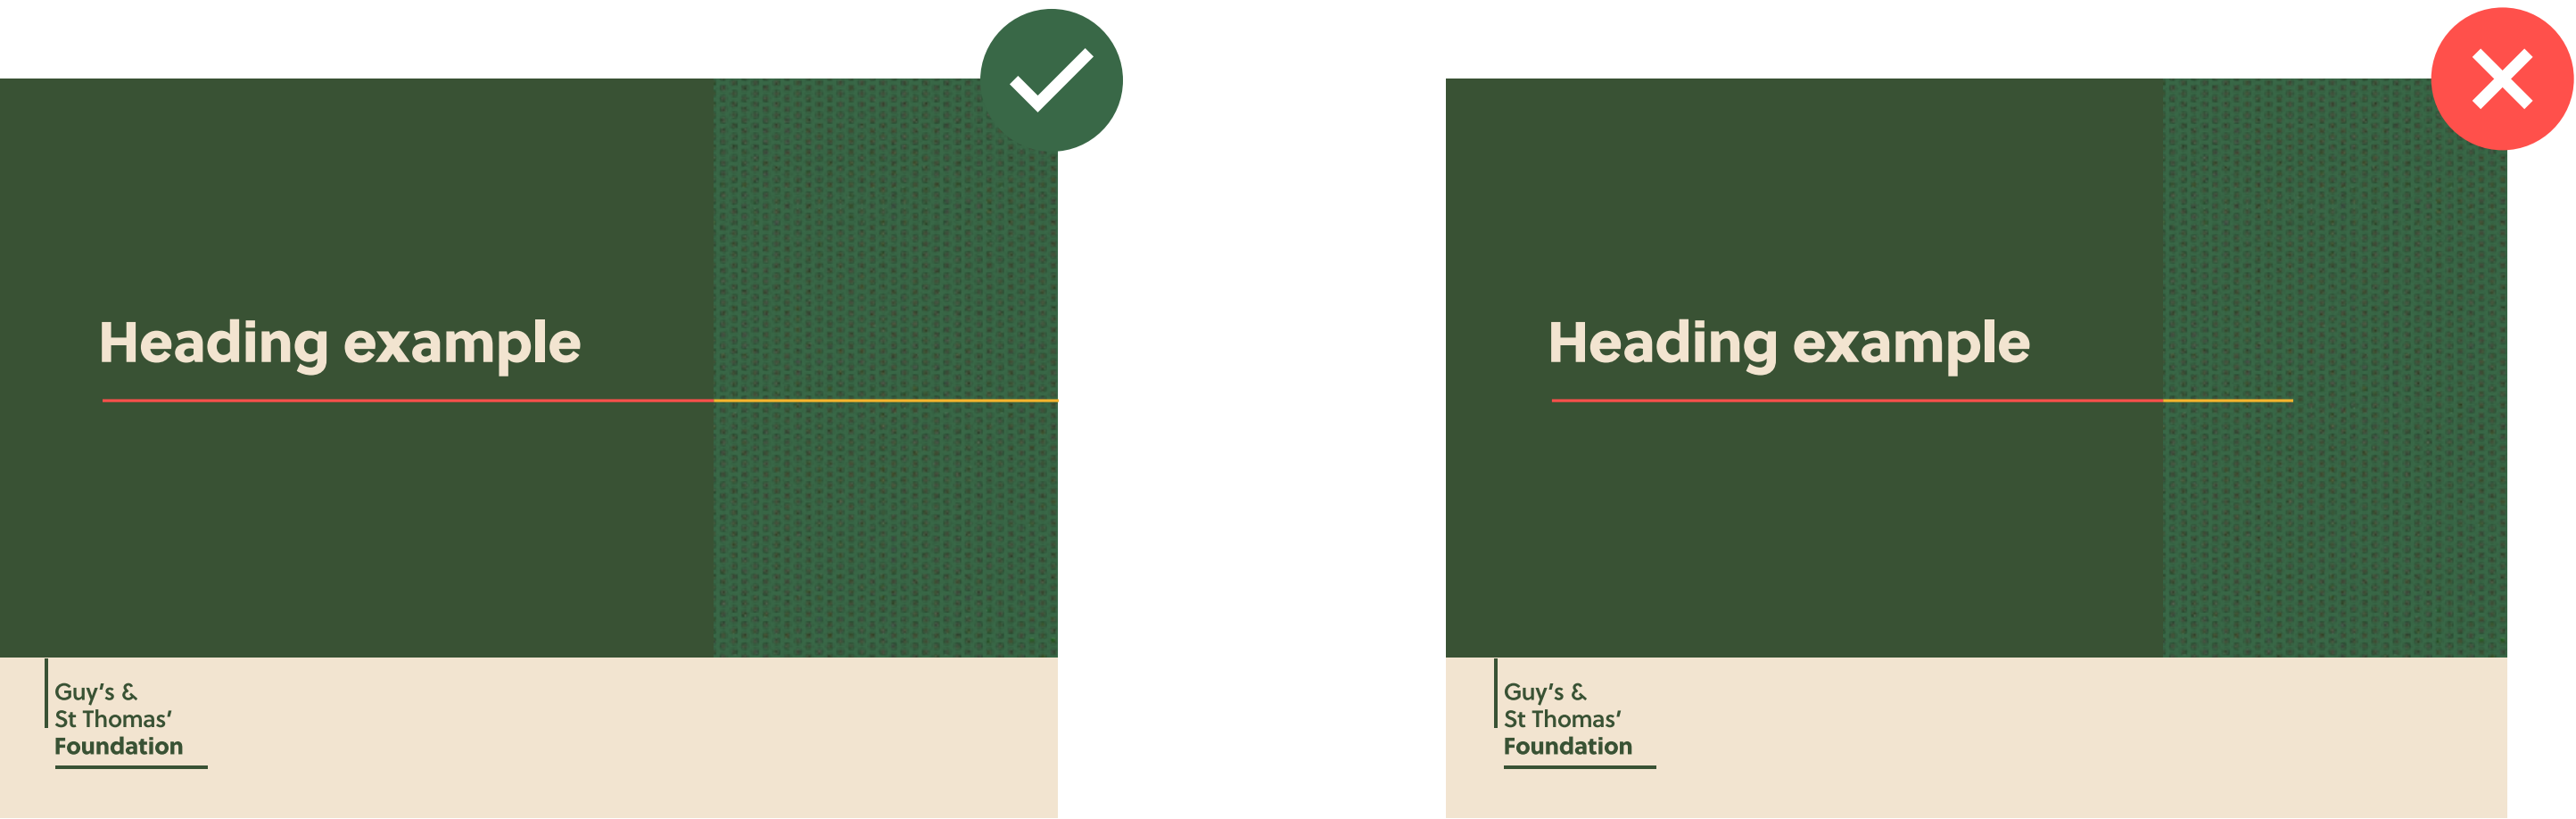 Heading example
Guy’s &
St Thomas’
Foundation
Heading example
Guy’s &
St Thomas’
Foundation